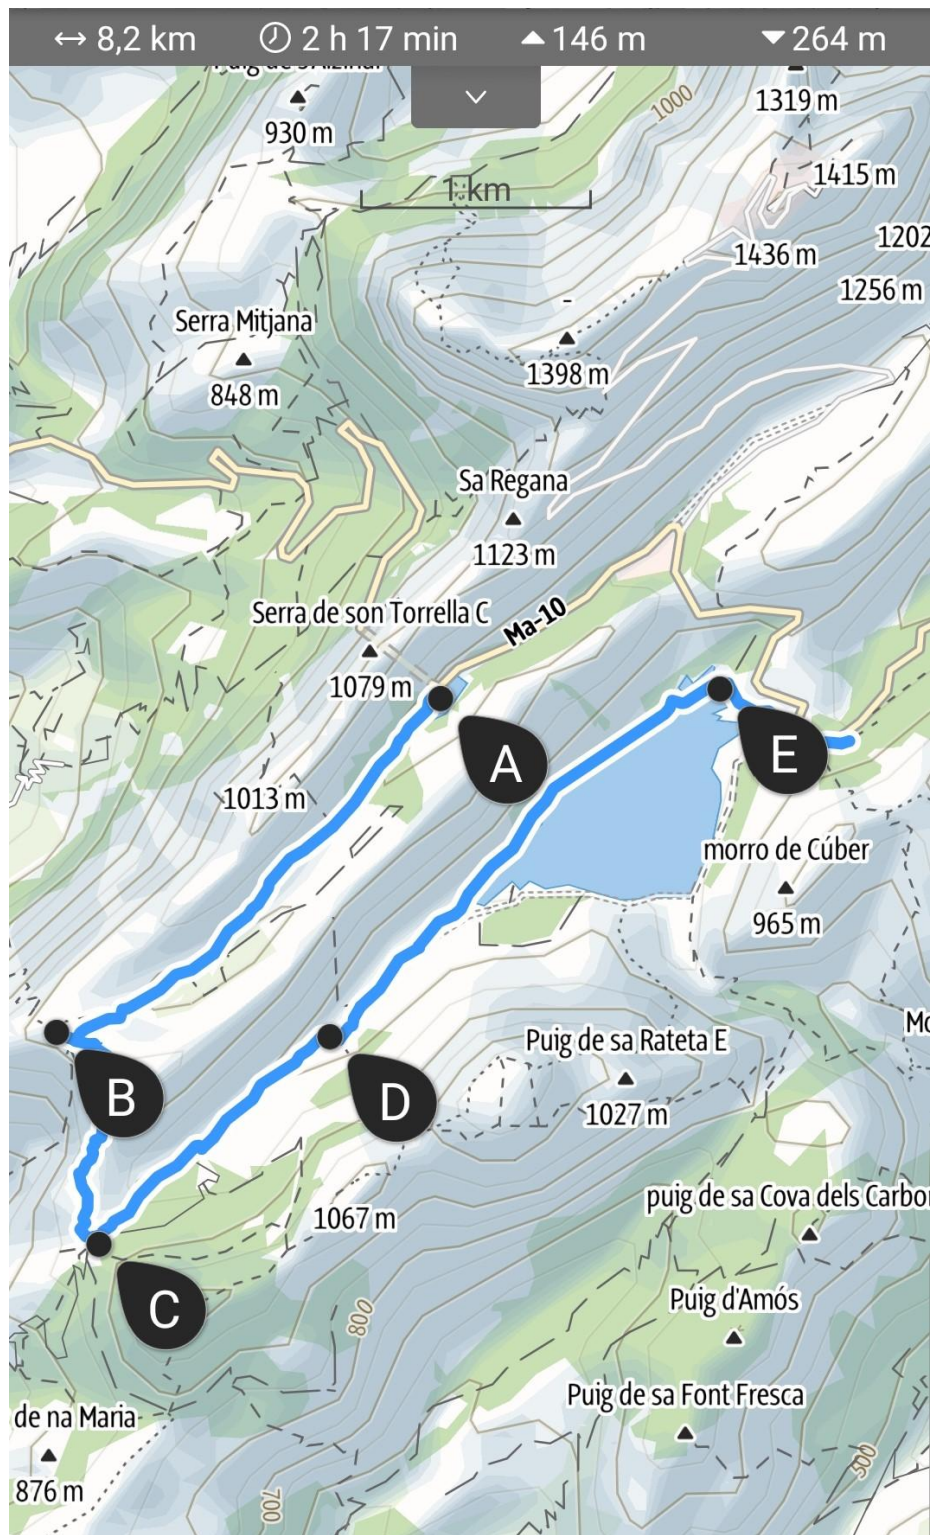 8,2 km
2 h 17 min
146 m
264 m
930 m
1000
1319 m
1 km
1415 m
1436 m
1202
1256 m
-
Serra Mitjana
848 m
1398 m
Sa Regana
1123 m
Serra de son Torrella C
Ma-10
1079 m
A
E
1013 m
morro de Cúber
965 m
Puig de sa Rateta E
1027 m
B
D
1067 m
puig de sa Cova dels Carbo
C
800
Puig d'Amós
Puig de sa Font Fresca
de na Maria
876 m
700
500